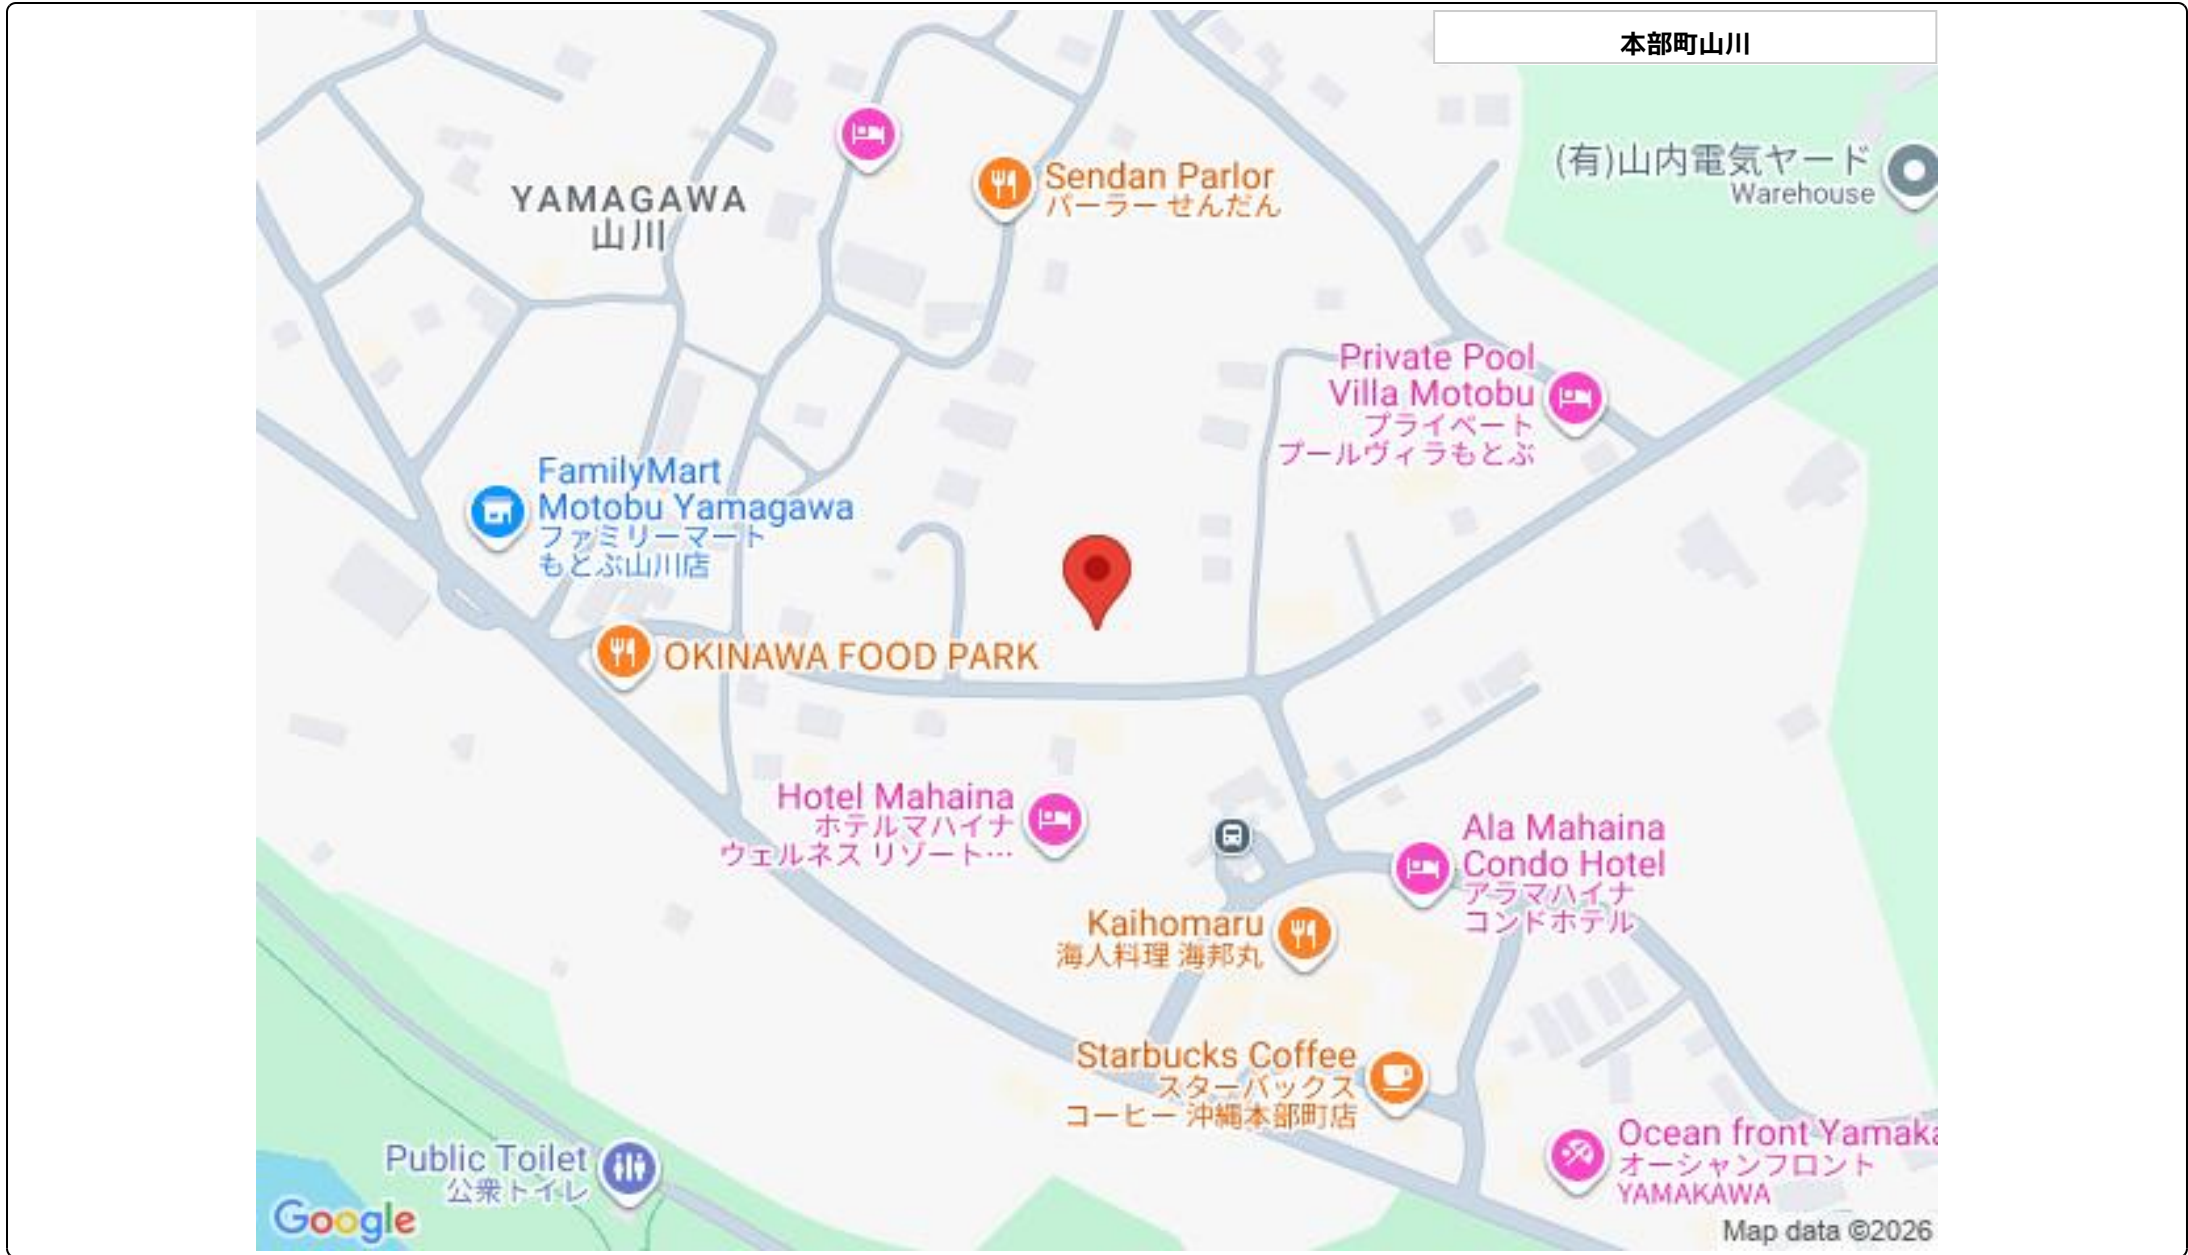 本部町山川
(有)山内電気ヤード
Warehouse
Sendan Parlor
パーラー せんだん
YAMAGAWA
山川
Private Pool
Villa Motobu
プライベート
プールヴィラもとぶ
FamilyMart
Motobu Yamagawa
ファミリーマート
もとぶ山川店
OKINAWA FOOD PARK
Hotel Mahaina
ホテルマハイナ
ウェルネス リゾート…
Ala Mahaina
Condo Hotel
アラマハイナ
コンドホテル
Kaihomaru
海人料理 海邦丸
Starbucks Coffee
スターバックス
コーヒー 沖縄本部町店
Public Toilet
公衆トイレ
Ocean front Yamaka
オーシャンフロント
YAMAKAWA
Google
Map data ©2026